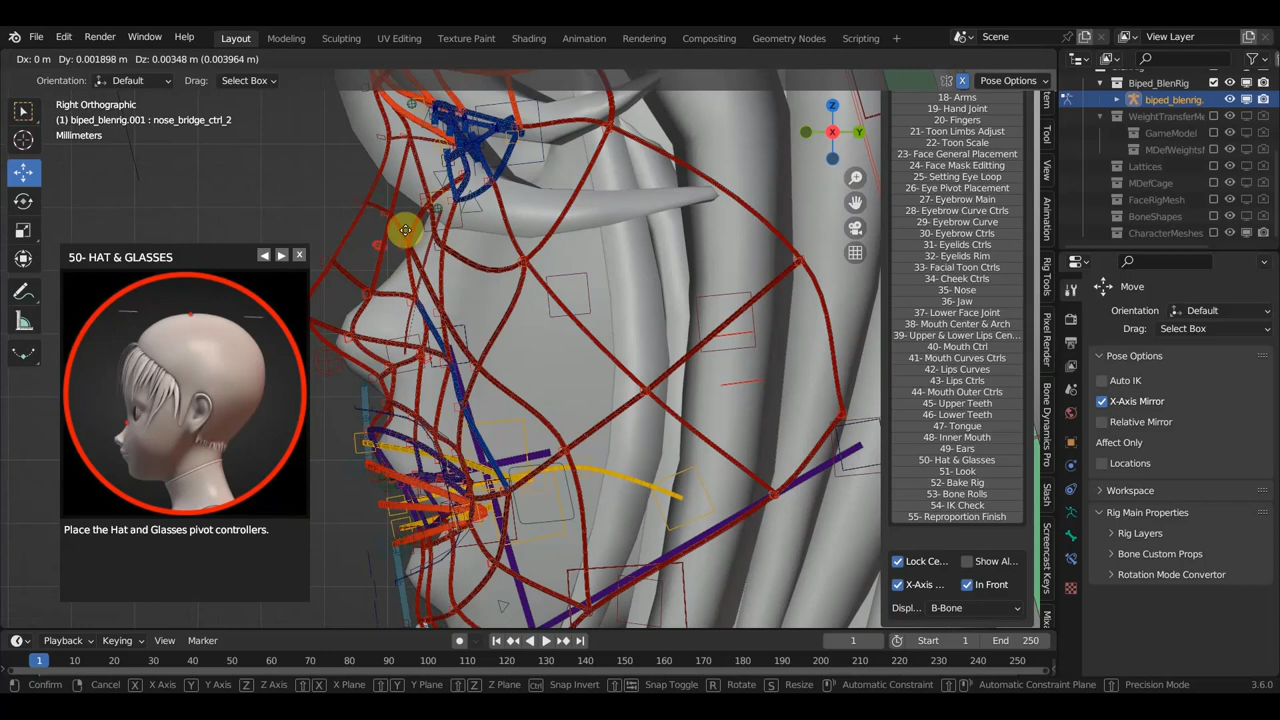 File Edit Render Window Help
Layout Modeling Sculpting UV Editing Texture Paint Shading Animation Rendering Compositing Geometry Nodes Scripting +
Scene
View Layer
Dx: 0 m Dy: 0.001898 m Dz: 0.00348 m (0.003964 m)
Orientation: Default Drag: Select Box
X Pose Options
Right Orthographic
(1) biped_blenrig.001 : nose_bridge_ctrl_2
Millimeters
Z
Y
X
50- HAT & GLASSES
Place the Hat and Glasses pivot controllers.
18- Arms
19- Hand Joint
20- Fingers
21- Toon Limbs Adjust
22- Toon Scale
23- Face General Placement
24- Face Mask Editting
25- Setting Eye Loop
26- Eye Pivot Placement
27- Eyebrow Main
28- Eyebrow Curve Ctrls
29- Eyebrow Curve
30- Eyebrow Ctrls
31- Eyelids Ctrls
32- Eyelids Rim
33- Facial Toon Ctrls
34- Cheek Ctrls
35- Nose
36- Jaw
37- Lower Face Joint
38- Mouth Center & Arch
39- Upper & Lower Lips Cen...
40- Mouth Ctrl
41- Mouth Curves Ctrls
42- Lips Curves
43- Lips Ctrls
44- Mouth Outer Ctrls
45- Upper Teeth
46- Lower Teeth
47- Tongue
48- Inner Mouth
49- Ears
50- Hat & Glasses
51- Look
52- Bake Rig
53- Bone Rolls
54- IK Check
55- Reproportion Finish
Lock Ce... Show Al...
X-Axis ... In Front
Displ... B-Bone
Item
Tool
View
Animation
Rig Tools
Pixel Render
Bone Dynamics Pro
Slash
Screencast Keys
Biped_BlenRig
biped_blenrig.
WeightTransferMe
GameModel
MDefWeightsf
Lattices
MDefCage
FaceRigMesh
BoneShapes
CharacterMeshes
Move
Orientation Default
Drag: Select Box
Pose Options
Auto IK
X-Axis Mirror
Relative Mirror
Affect Only
Locations
Workspace
Rig Main Properties
Rig Layers
Bone Custom Props
Rotation Mode Convertor
Playback Keying View Marker
1 Start 1 End 250
1 10 20 30 40 50 60 70 80 90 100 110 120 130 140 150 160 170 180 190 200 210 220 230 240 250
Confirm Cancel X X Axis Y Y Axis Z Z Axis X X Plane Y Y Plane Z Z Plane Ctrl Snap Invert Snap Toggle R Rotate S Resize Automatic Constraint Automatic Constraint Plane Precision Mode 3.6.0